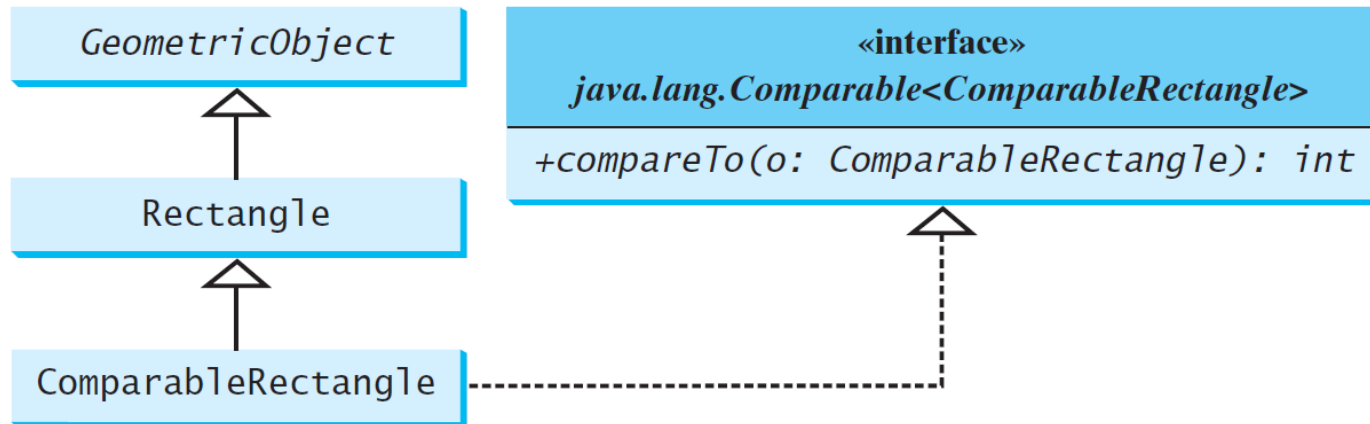 GeometricObject
Rectangle
ComparableRectangle
«interface»
java.lang.Comparable<ComparableRectangle>
+compareTo(o: ComparableRectangle): int